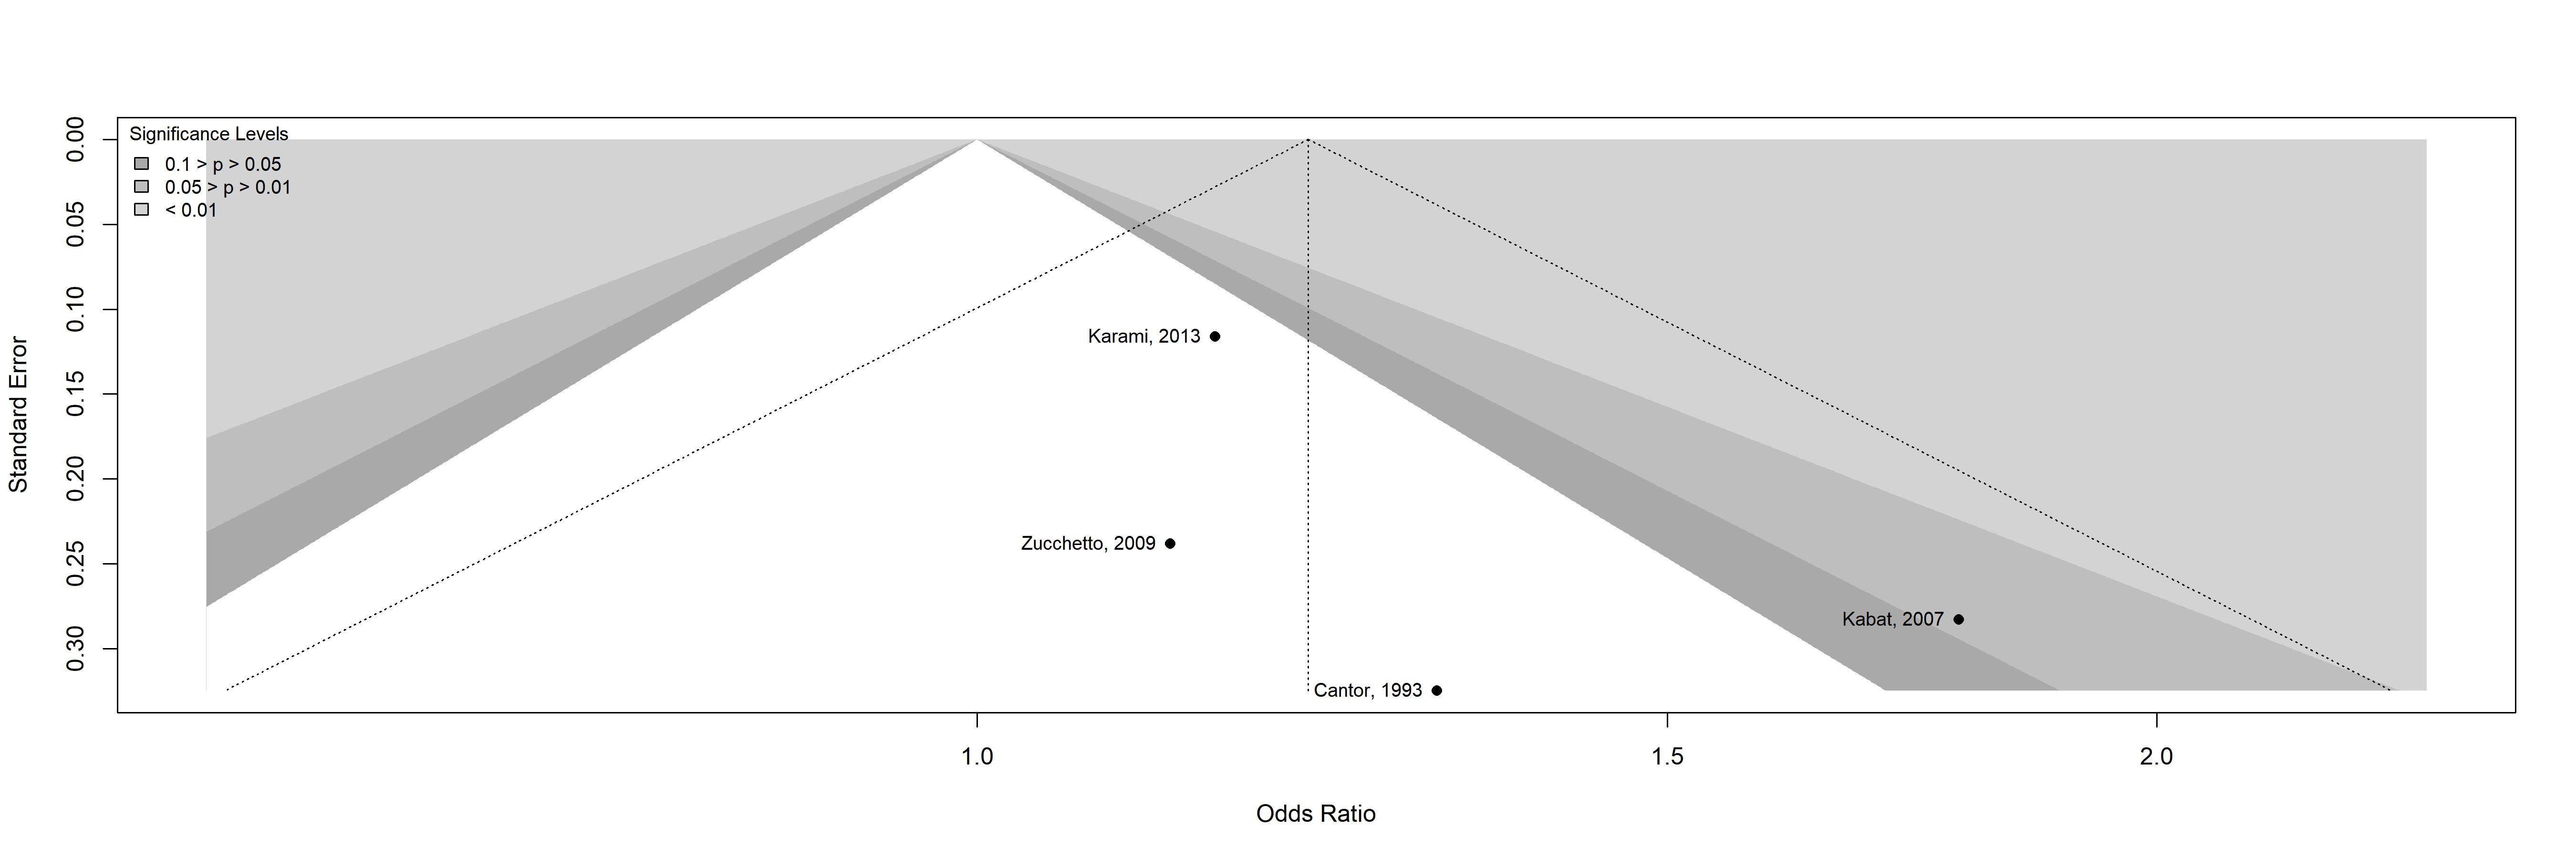 Significance Levels
0.1 > p > 0.05
0.05 > p > 0.01
< 0.01
Standard Error
0.00
0.05
0.10
0.15
0.20
0.25
0.30
Karami, 2013
Zucchetto, 2009
Kabat, 2007
Cantor, 1993
1.0
1.5
2.0
Odds Ratio